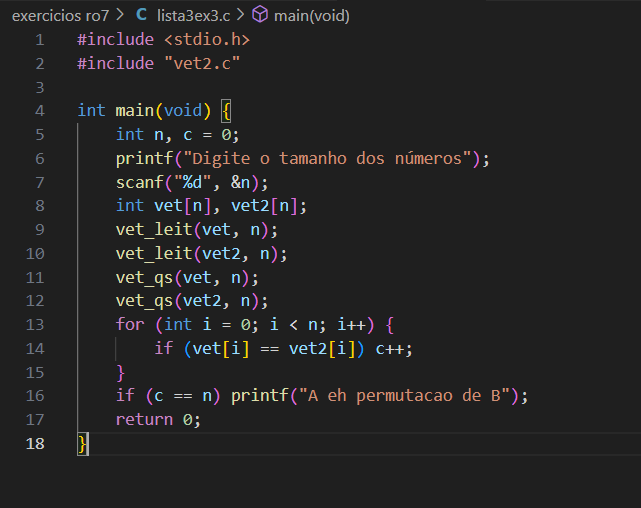 exercicios ro7 > C lista3ex3.c > main(void)
1 #include <stdio.h>
2 #include "vet2.c"
3
4 int main(void) {
5 int n, c = 0;
6 printf("Digite o tamanho dos números");
7 scanf("%d", &n);
8 int vet[n], vet2[n];
9 vet_leit(vet, n);
10 vet_leit(vet2, n);
11 vet_qs(vet, n);
12 vet_qs(vet2, n);
13 for (int i = 0; i < n; i++) {
14 if (vet[i] == vet2[i]) c++;
15 }
16 if (c == n) printf("A eh permutacao de B");
17 return 0;
18 }